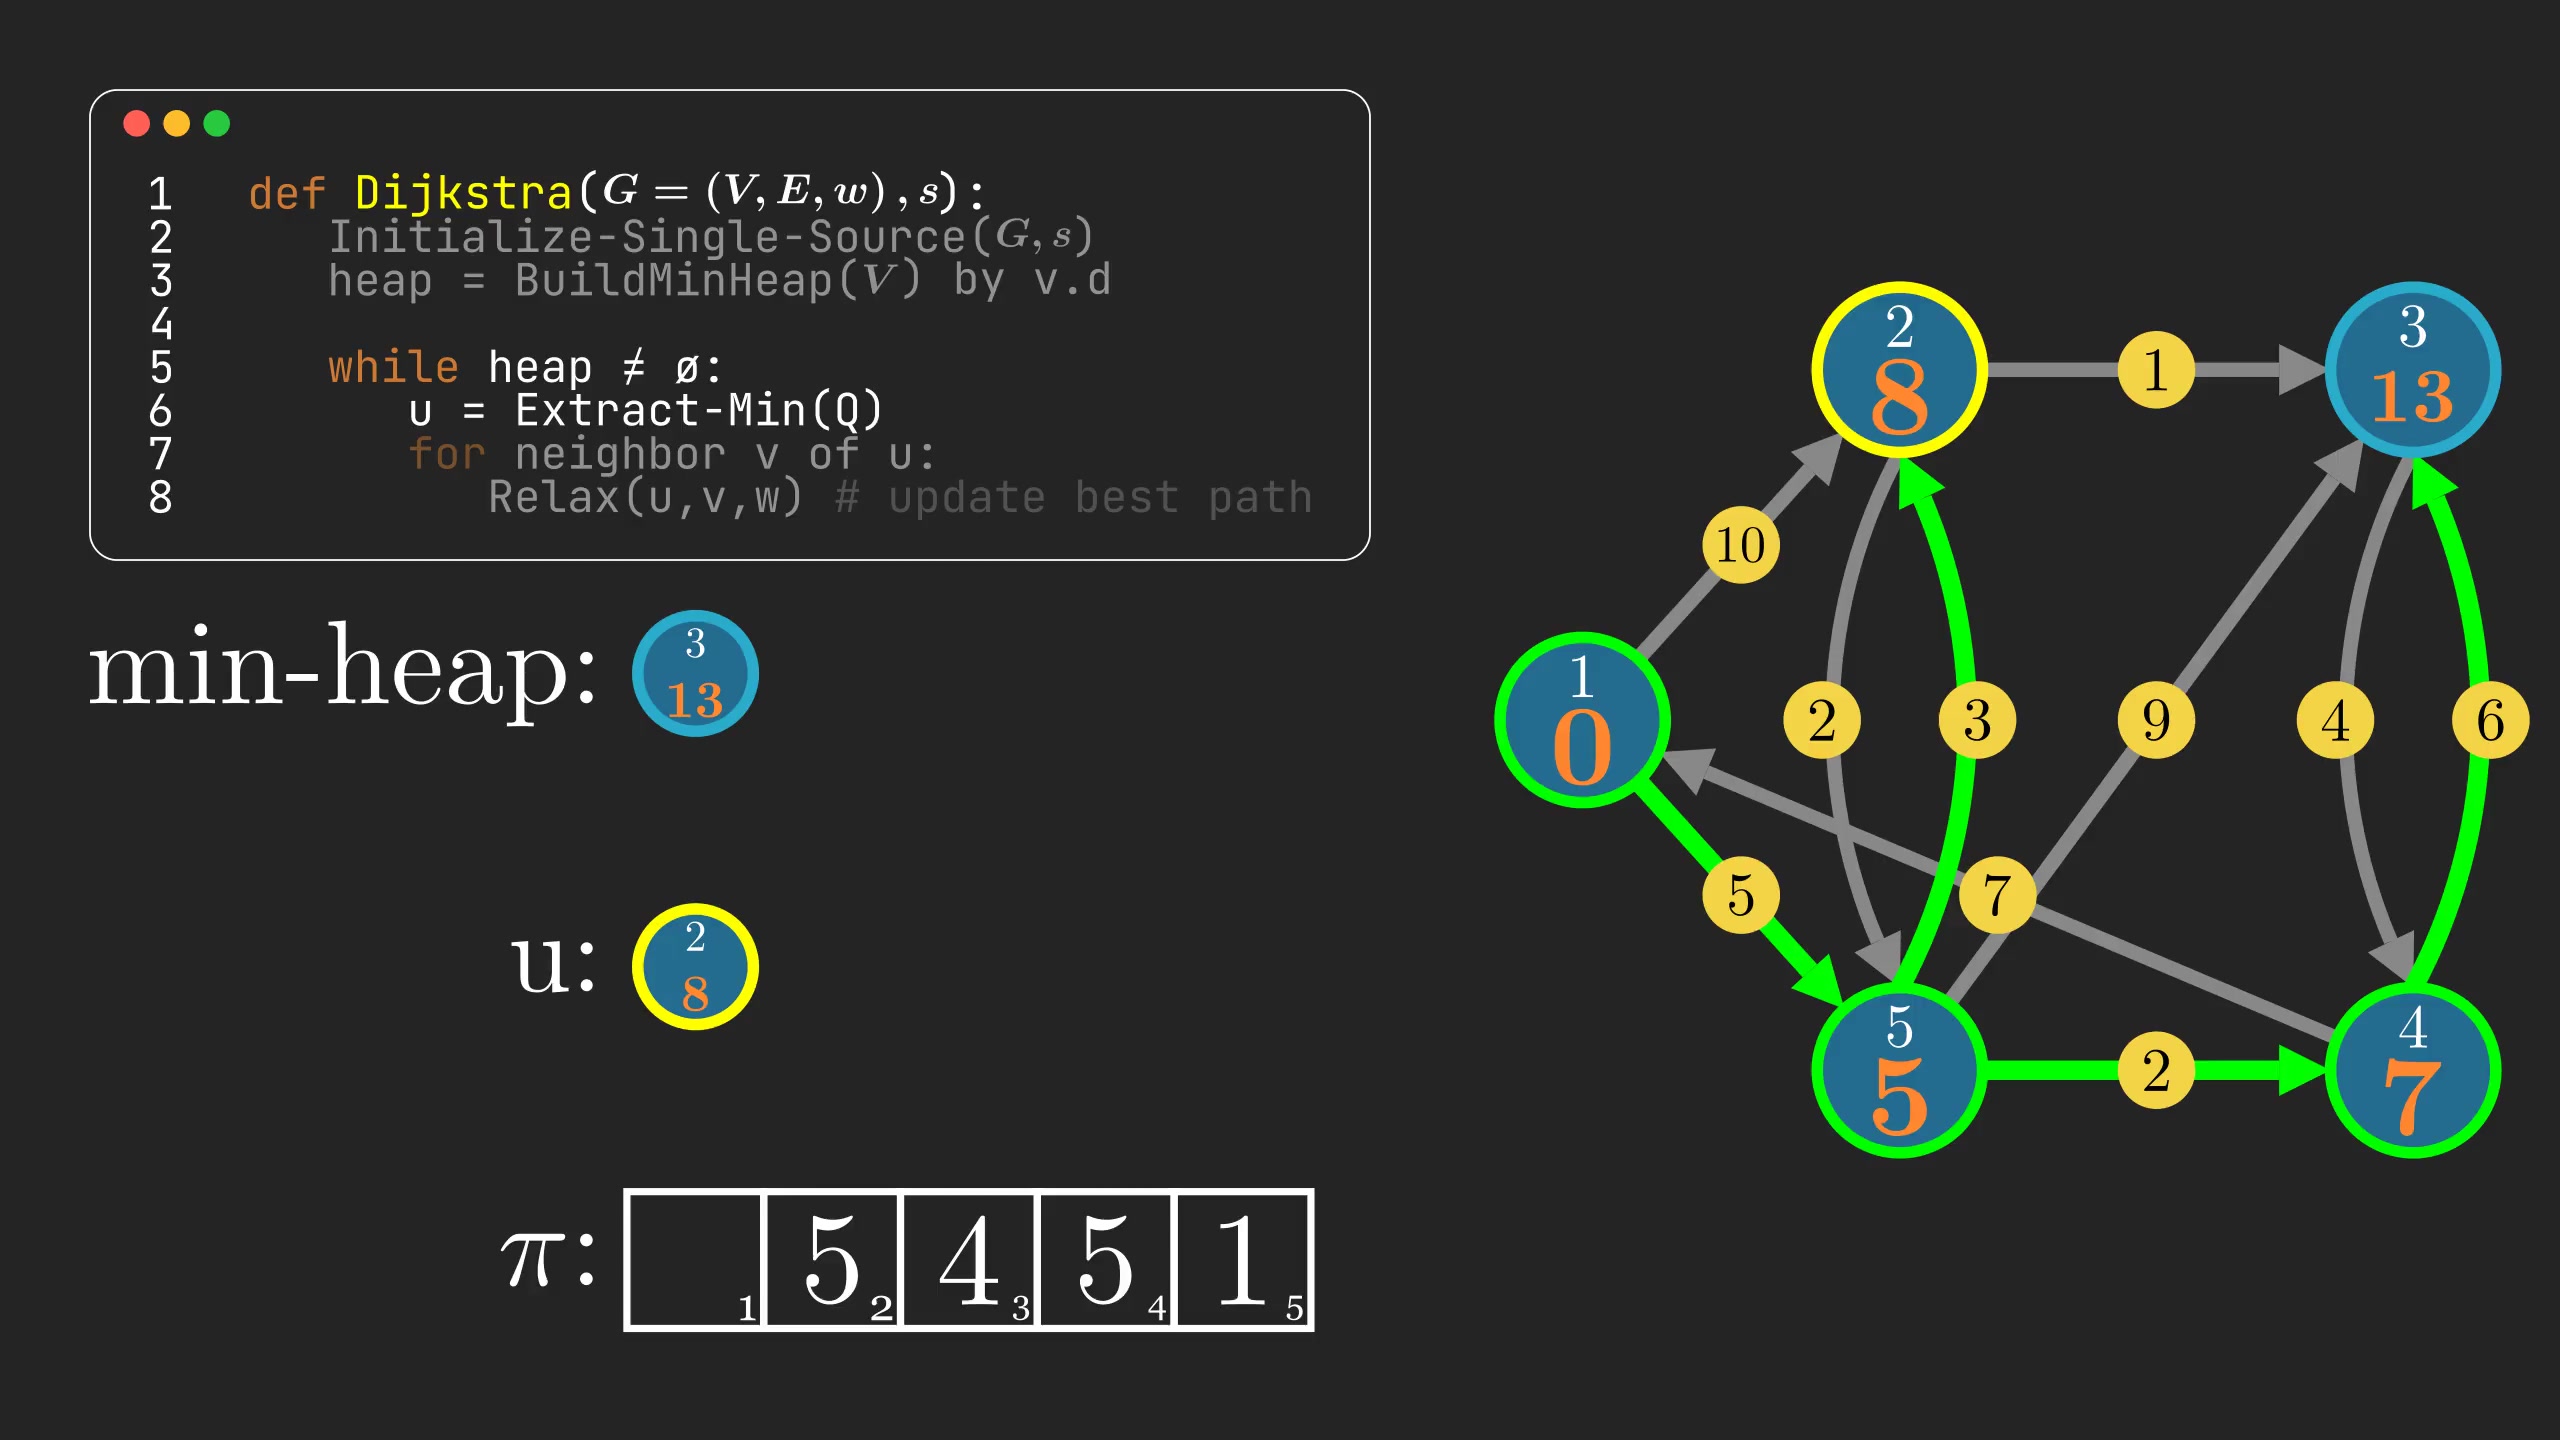 1 def Dijkstra(G = (V, E, w), s):
2 Initialize-Single-Source(G, s)
3 heap = BuildMinHeap(V) by v.d
4
5 while heap ≠ ø:
6 u = Extract-Min(Q)
7 for neighbor v of u:
8 Relax(u,v,w) # update best path
min-heap: 3
13
u: 2
8
π: 5 4 5 1
1 2 3 4 5
2
8
1
3
13
10
1
0
2
3
9
4
6
5
7
5
5
2
4
7